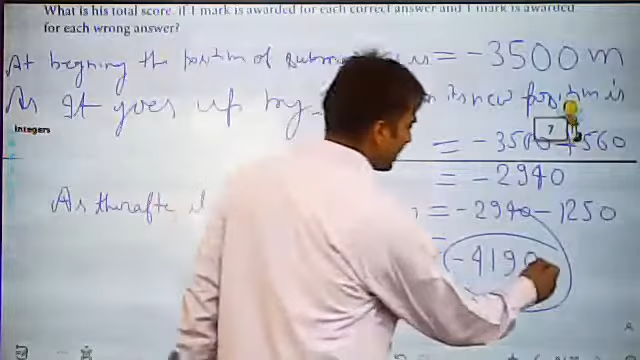 What is his total score if 1 mark is awarded for each correct answer and 1 mark is awarded
for each wrong answer?
At begning the position of = -3500 m
As It goes up by its new position is
Integers
7
= -3500 + 560
= -2940
As therafte = -2940 - 1250
= -4190